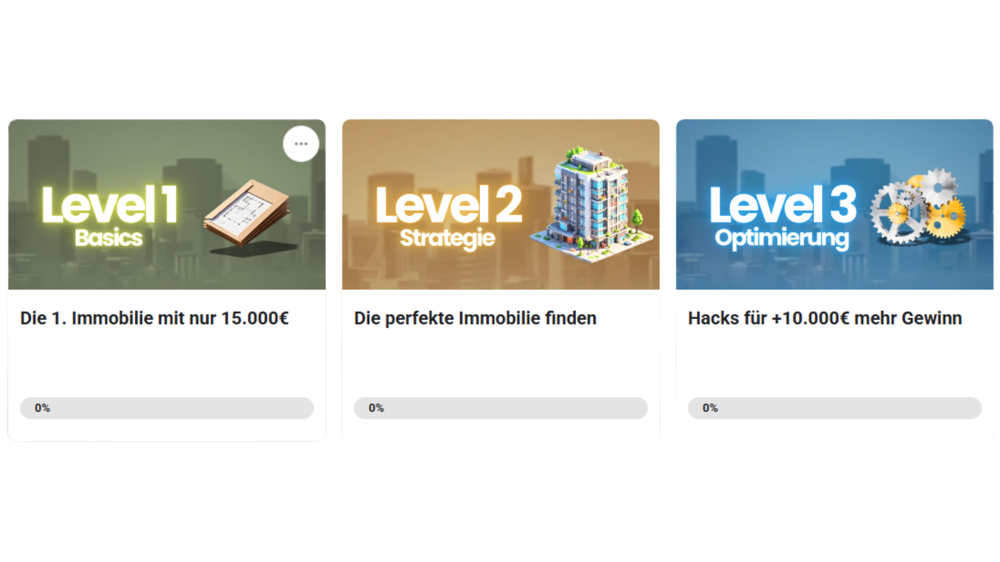 Level 1
Basics
Die 1. Immobilie mit nur 15.000€
0%
Level 2
Strategie
Die perfekte Immobilie finden
0%
Level 3
Optimierung
Hacks für +10.000€ mehr Gewinn
0%